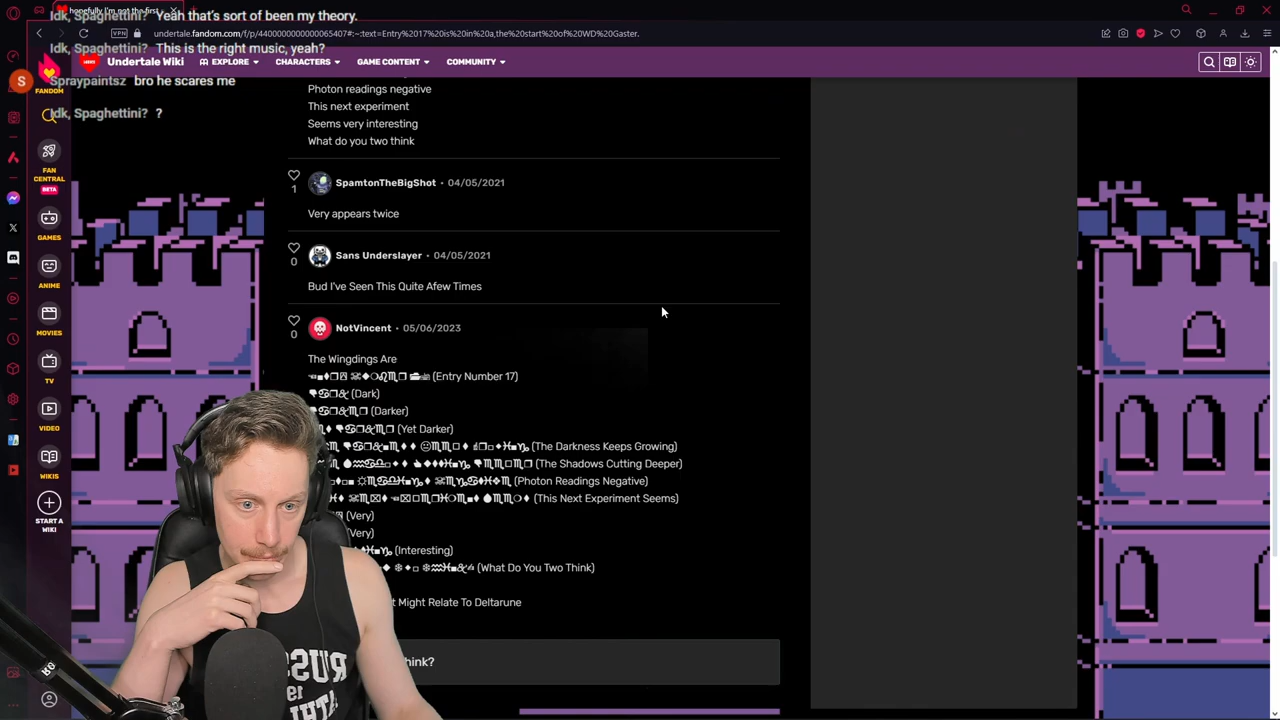 Idk, Spaghettini? Yeah that's sort of been my theory.
hopefully I'm not the first
undertale.fandom.com/f/p/4400000000000065407#:~:text=Entry%2017%20is%20in%20a,the%20start%20of%20WD%20Gaster.
VPN
Idk, Spaghettini? This is the right music, yeah?
Undertale Wiki
EXPLORE
CHARACTERS
GAME CONTENT
COMMUNITY
S
Spraypaintsz bro he scares me
FANDOM
Idk, Spaghettini? ?
FAN
CENTRAL
BETA
GAMES
ANIME
MOVIES
TV
VIDEO
WIKIS
START A
WIKI
Photon readings negative
This next experiment
Seems very interesting
What do you two think
1
SpamtonTheBigShot • 04/05/2021
Very appears twice
0
Sans Underslayer • 04/05/2021
Bud I've Seen This Quite Afew Times
0
NotVincent • 05/06/2023
The Wingdings Are
(Entry Number 17)
(Dark)
(Darker)
(Yet Darker)
(The Darkness Keeps Growing)
(The Shadows Cutting Deeper)
(Photon Readings Negative)
(This Next Experiment Seems)
(Very)
(Very)
(Interesting)
(What Do You Two Think)
Might Relate To Deltarune
hink?
RUSS
19